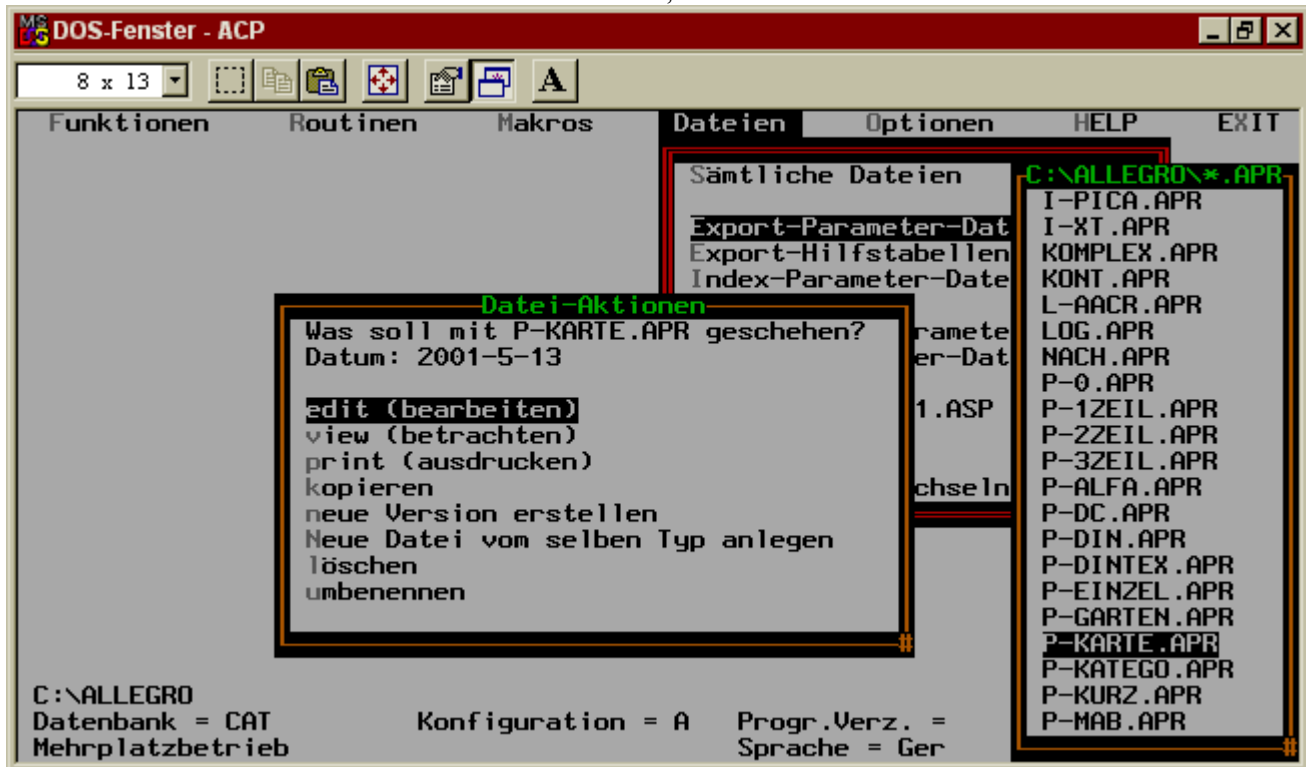 MS DOS DOS-Fenster - ACP
8 x 13 A
Funktionen Routinen Makros Dateien Optionen HELP EXIT
Sämtliche Dateien
Export-Parameter-Dat
Export-Hilfstabellen
Index-Parameter-Date
ramete
er-Dat
1.ASP
chseln
Datei-Aktionen
Was soll mit P-KARTE.APR geschehen?
Datum: 2001-5-13
edit (bearbeiten)
view (betrachten)
print (ausdrucken)
kopieren
neue Version erstellen
Neue Datei vom selben Typ anlegen
löschen
umbenennen
#
C:\ALLEGRO\*.APR
I-PICA.APR
I-XT.APR
KOMPLEX.APR
KONT.APR
L-AACR.APR
LOG.APR
NACH.APR
P-0.APR
P-1ZEIL.APR
P-2ZEIL.APR
P-3ZEIL.APR
P-ALFA.APR
P-DC.APR
P-DIN.APR
P-DINTEX.APR
P-EINZEL.APR
P-GARTEN.APR
P-KARTE.APR
P-KATEGO.APR
P-KURZ.APR
P-MAB.APR
#
C:\ALLEGRO
Datenbank = CAT Konfiguration = A Progr.Verz. =
Mehrplatzbetrieb Sprache = Ger